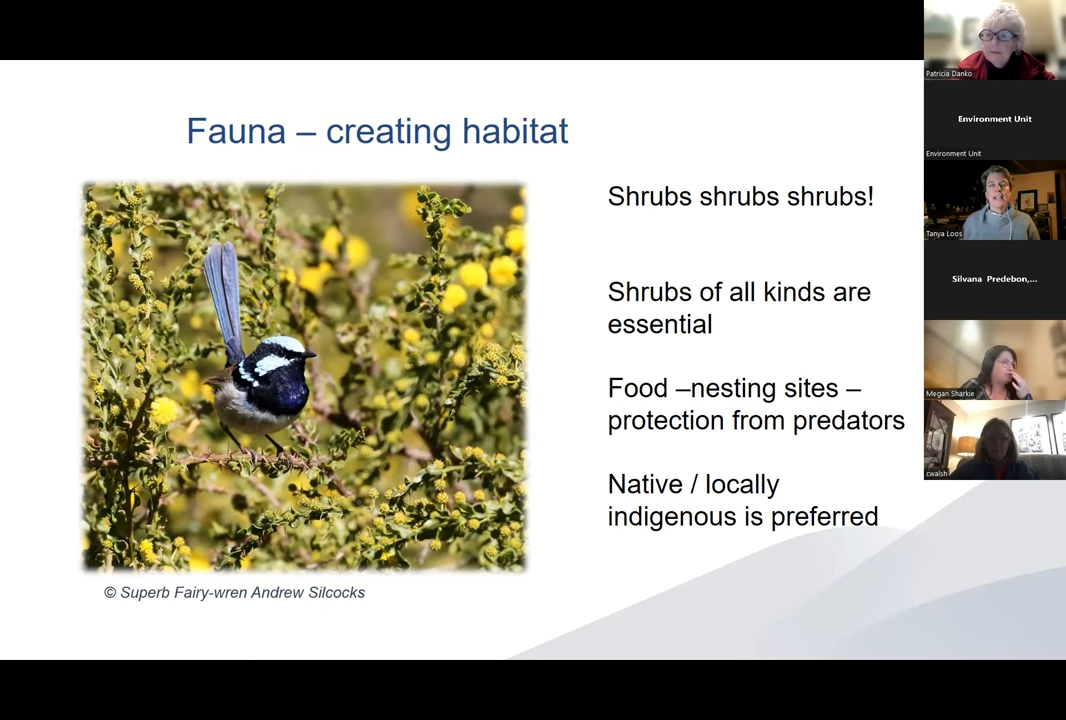 Fauna – creating habitat
Shrubs shrubs shrubs!
Shrubs of all kinds are
essential
Food –nesting sites –
protection from predators
Native / locally
indigenous is preferred
© Superb Fairy-wren Andrew Silcocks
Patricia Danko
Environment Unit
Environment Unit
Tanya Loos
Silvana Predebon,...
Megan Sharkie
cwalsh